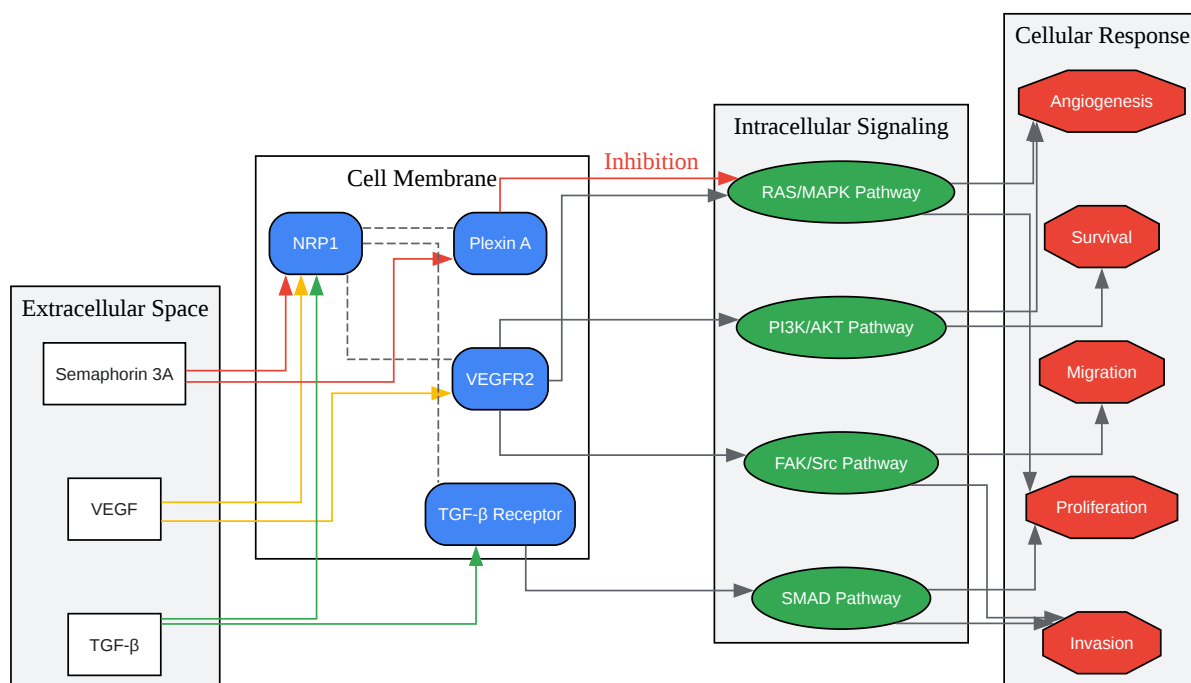 Extracellular Space
Semaphorin 3A
VEGF
TGF-β
Cell Membrane
NRP1
Plexin A
VEGFR2
TGF-β Receptor
Inhibition
Intracellular Signaling
RAS/MAPK Pathway
PI3K/AKT Pathway
FAK/Src Pathway
SMAD Pathway
Cellular Response
Angiogenesis
Survival
Migration
Proliferation
Invasion